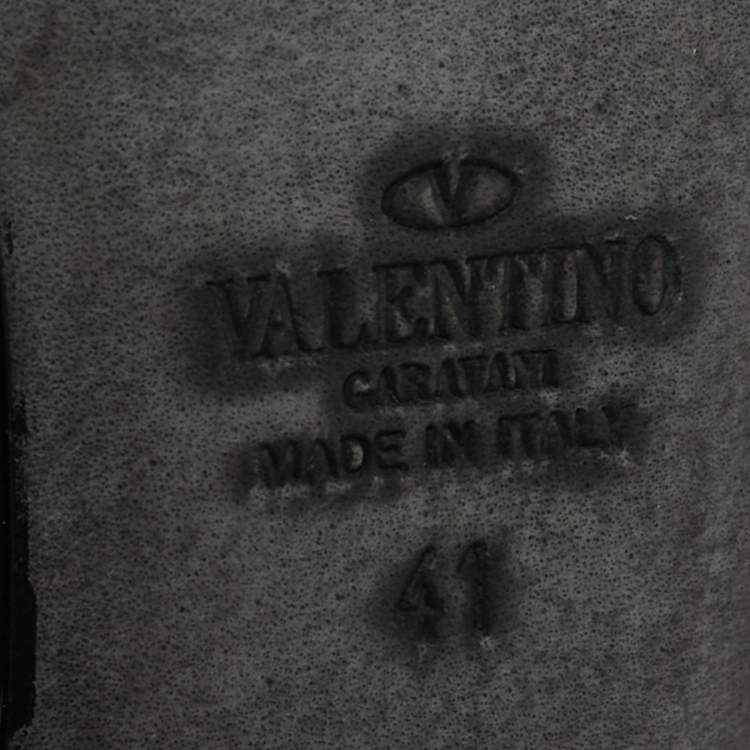 V
VALENTINO
GARAVANI
MADE IN ITALY
41